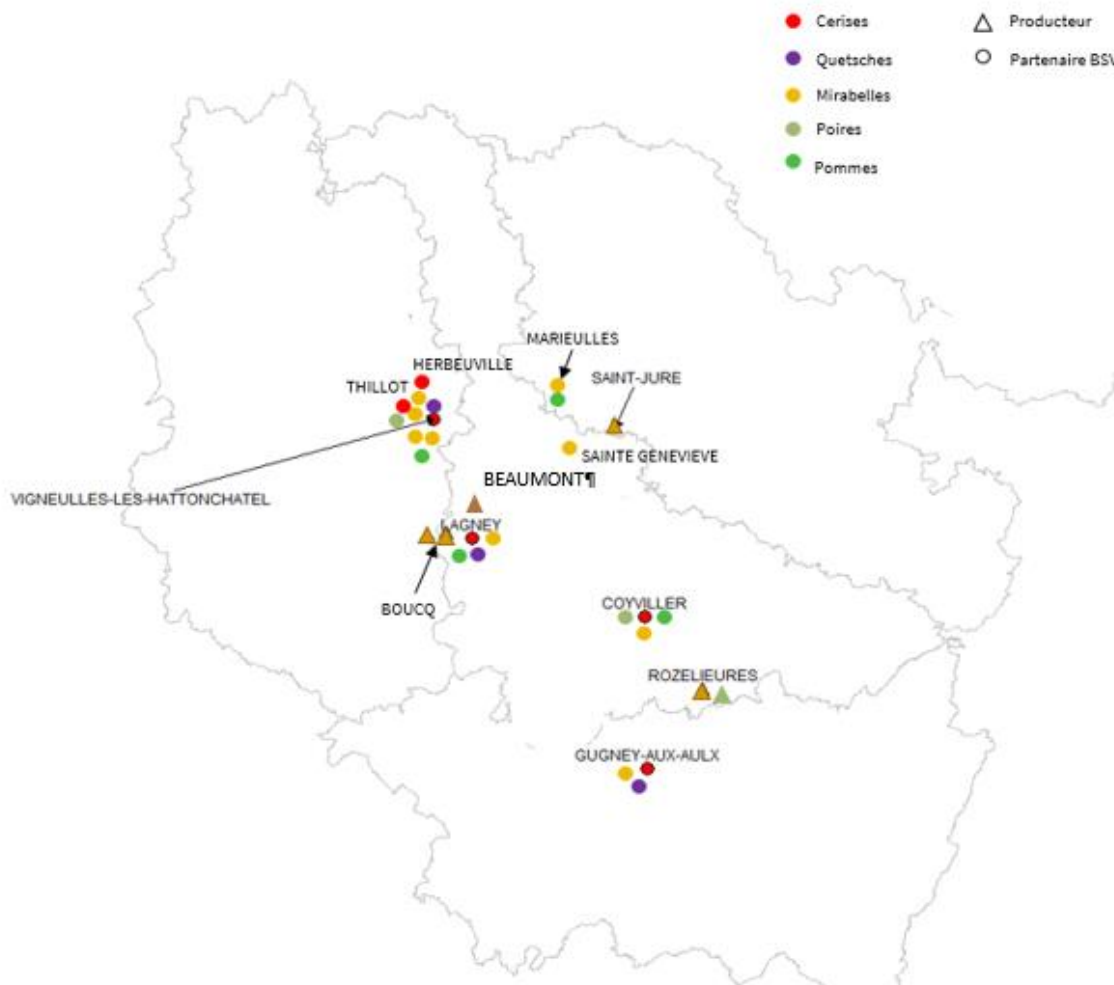 Cerises
Producteur
Quetsches
Partenaire BSV
Mirabelles
Poires
Pommes
MARIEULLES
HERBEUVILLE
SAINT-JURE
THILLOT
SAINTE GENEVIEVE
BEAUMONT¶
VIGNEULLES-LES-HATTONCHATEL
LAGNEY
BOUCQ
COYVILLER
ROZELIEURES
GUGNEY-AUX-AULX